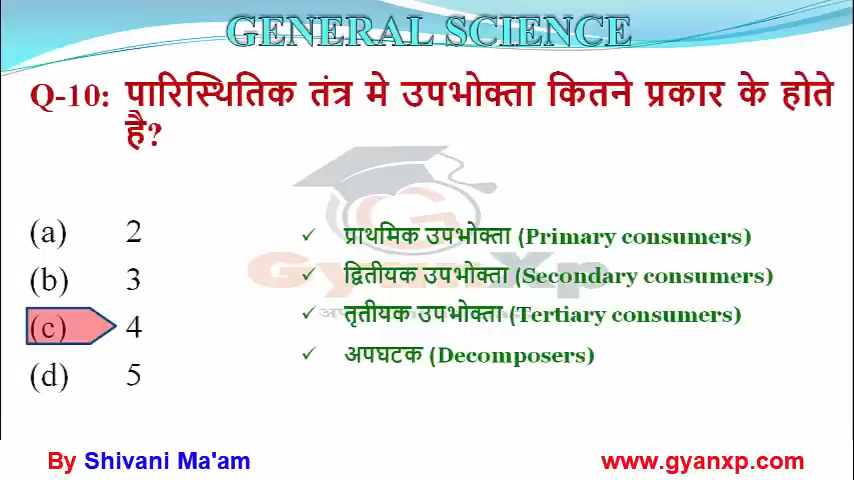 GENERAL SCIENCE
Q-10: पारिस्थितिक तंत्र मे उपभोक्ता कितने प्रकार के होते
है?
(a) 2
(b) 3
(c) 4
(d) 5
✓ प्राथमिक उपभोक्ता (Primary consumers)
✓ द्वितीयक उपभोक्ता (Secondary consumers)
✓ तृतीयक उपभोक्ता (Tertiary consumers)
✓ अपघटक (Decomposers)
GyanXp
By Shivani Ma'am
www.gyanxp.com